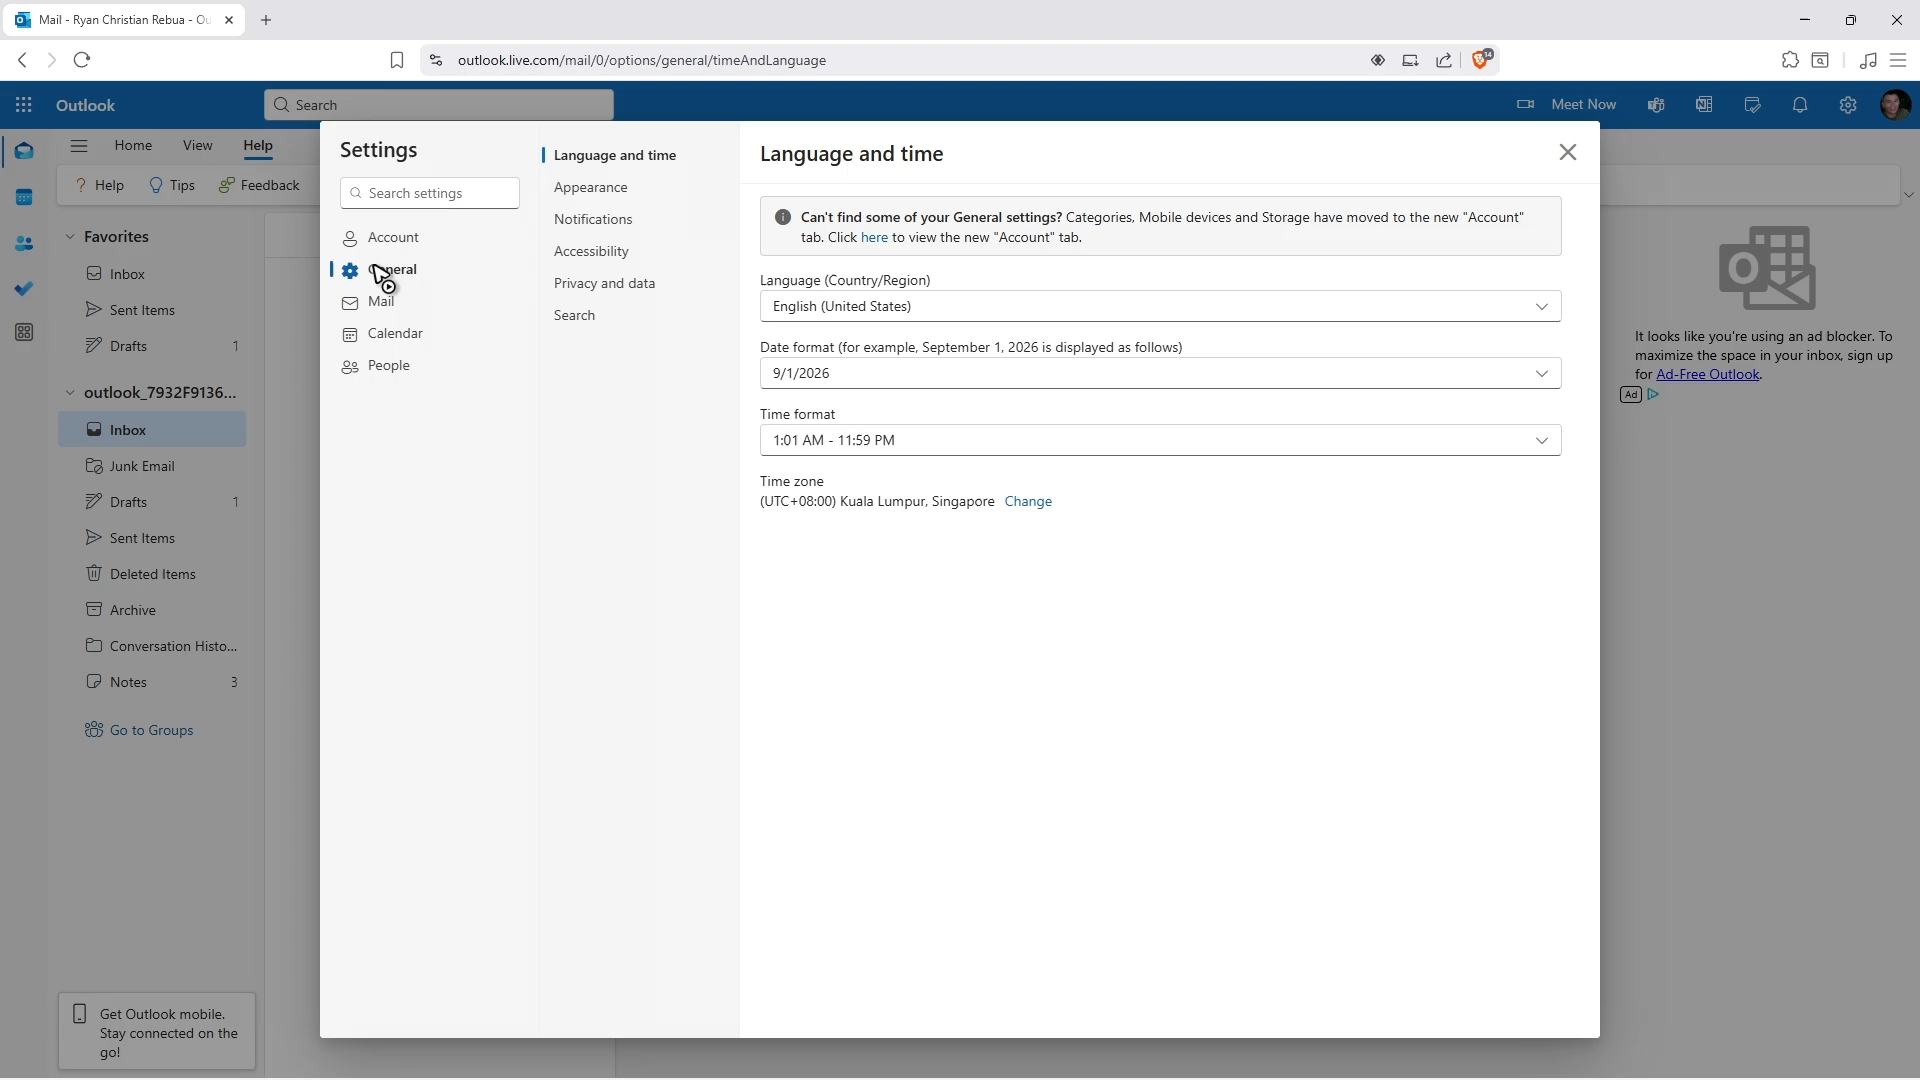 Mail - Ryan Christian Rebua - Ou
outlook.live.com/mail/0/options/general/timeAndLanguage
14
Outlook
Search
Meet Now
Home
View
Help
Help
Tips
Feedback
Favorites
Inbox
Sent Items
Drafts 1
outlook_7932F9136...
Inbox
Junk Email
Drafts 1
Sent Items
Deleted Items
Archive
Conversation Histo...
Notes 3
Go to Groups
Get Outlook mobile.
Stay connected on the
go!
Settings
Search settings
Account
General
Mail
Calendar
People
Language and time
Appearance
Notifications
Accessibility
Privacy and data
Search
Language and time
Can't find some of your General settings? Categories, Mobile devices and Storage have moved to the new "Account"
tab. Click here to view the new "Account" tab.
Language (Country/Region)
English (United States)
Date format (for example, September 1, 2026 is displayed as follows)
9/1/2026
Time format
1:01 AM - 11:59 PM
Time zone
(UTC+08:00) Kuala Lumpur, Singapore Change
It looks like you're using an ad blocker. To
maximize the space in your inbox, sign up
for Ad-Free Outlook.
Ad